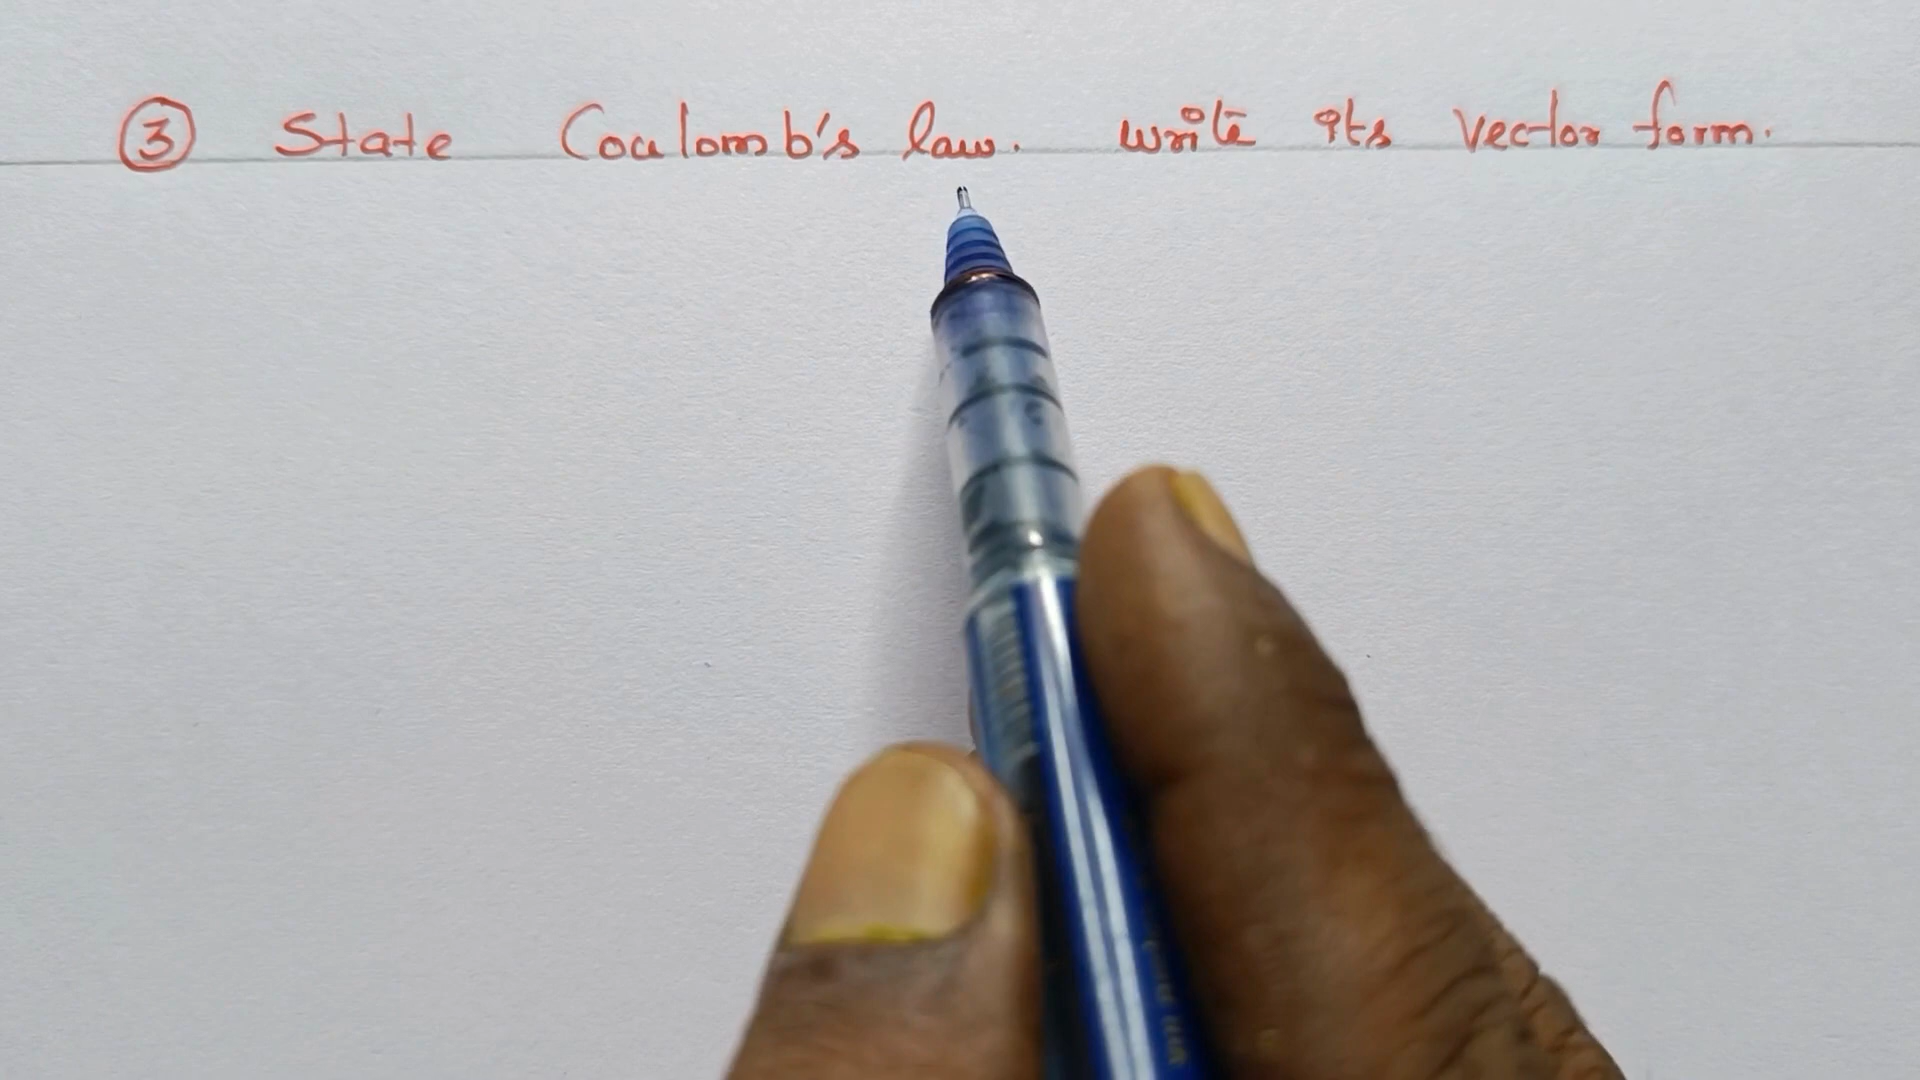 ③ State Coulomb's law. write its vector form.